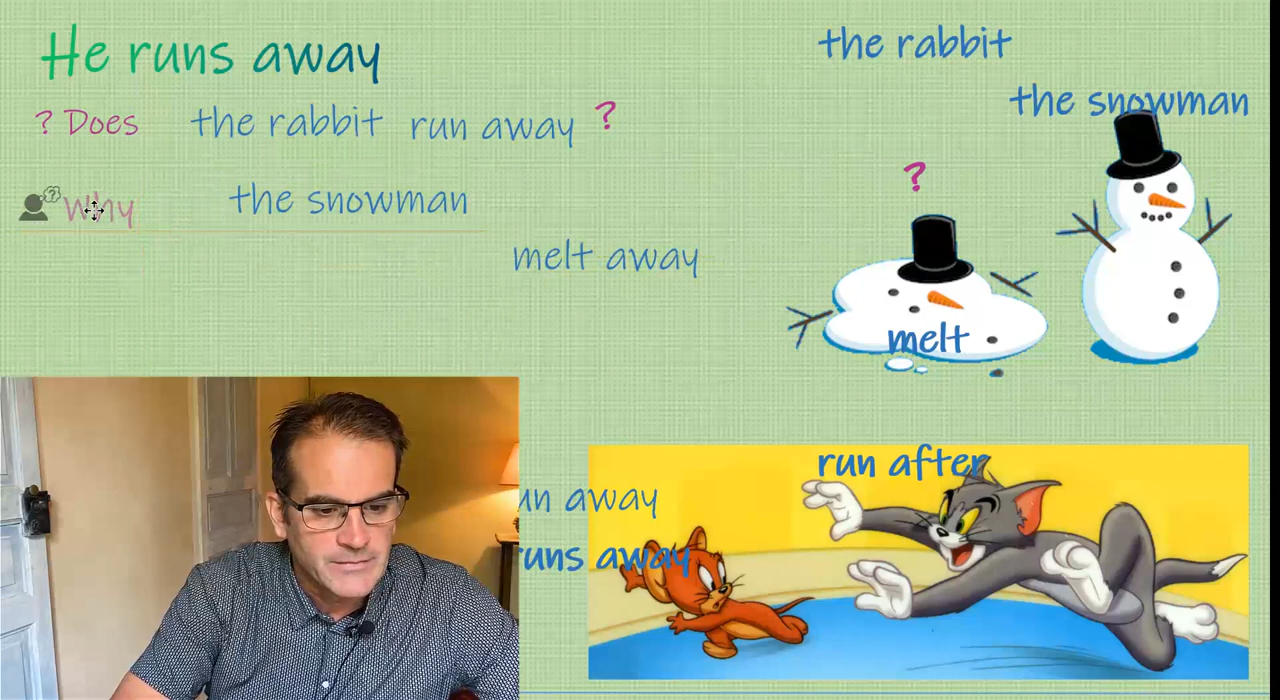 He runs away
the rabbit
the snowman
? Does the rabbit run away ?
?
Why the snowman
melt away
melt
run after
un away
runs away